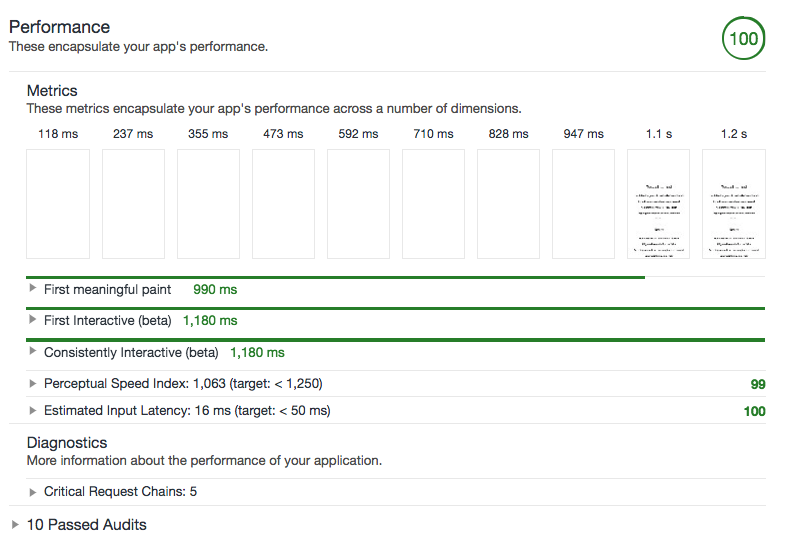 Performance
These encapsulate your app's performance.
100
Metrics
These metrics encapsulate your app's performance across a number of dimensions.
118 ms 237 ms 355 ms 473 ms 592 ms 710 ms 828 ms 947 ms 1.1 s 1.2 s
First meaningful paint 990 ms
First Interactive (beta) 1,180 ms
Consistently Interactive (beta) 1,180 ms
Perceptual Speed Index: 1,063 (target: < 1,250) 99
Estimated Input Latency: 16 ms (target: < 50 ms) 100
Diagnostics
More information about the performance of your application.
Critical Request Chains: 5
10 Passed Audits